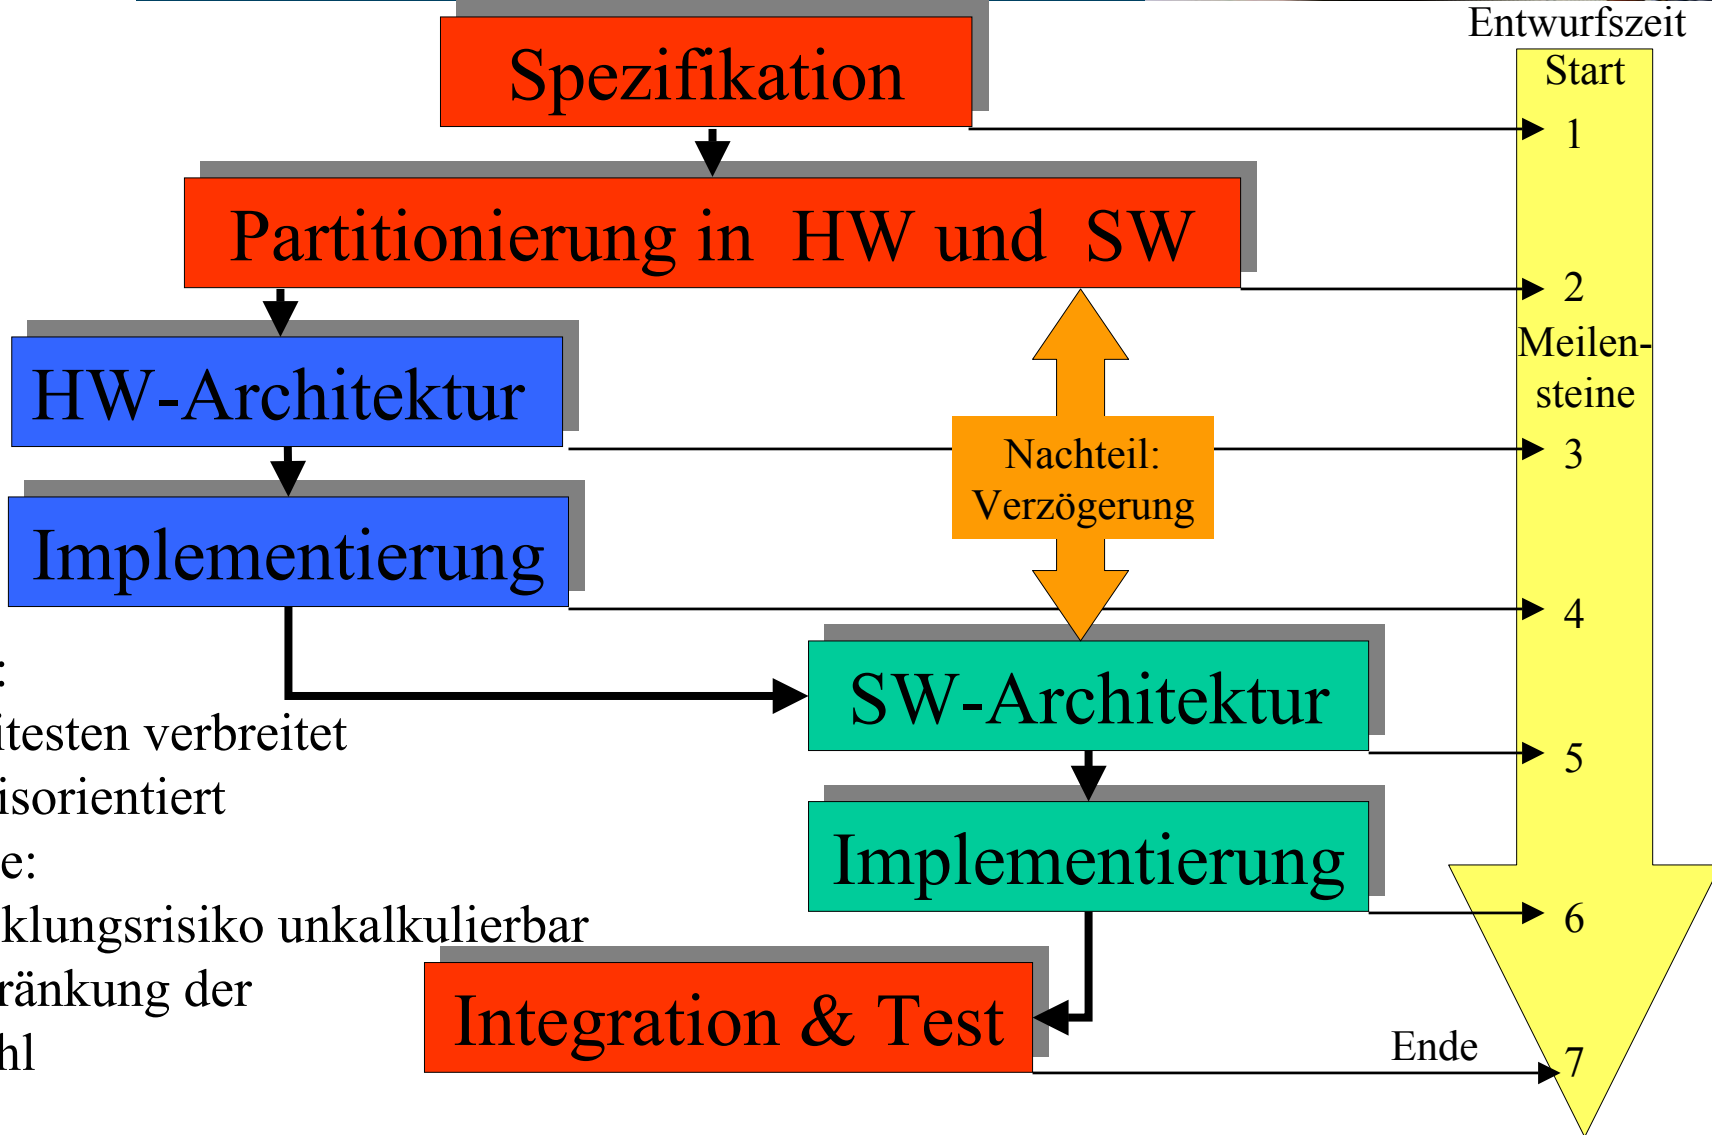 Entwurfszeit
Spezifikation
Start
1
Partitionierung in HW und SW
2
Meilen-
steine
HW-Architektur
Nachteil:
Verzögerung
3
Implementierung
4
:
itesten verbreitet
isorientiert
e:
klungsrisiko unkalkulierbar
ränkung der
hl
SW-Architektur
5
Implementierung
6
Integration & Test
Ende
7